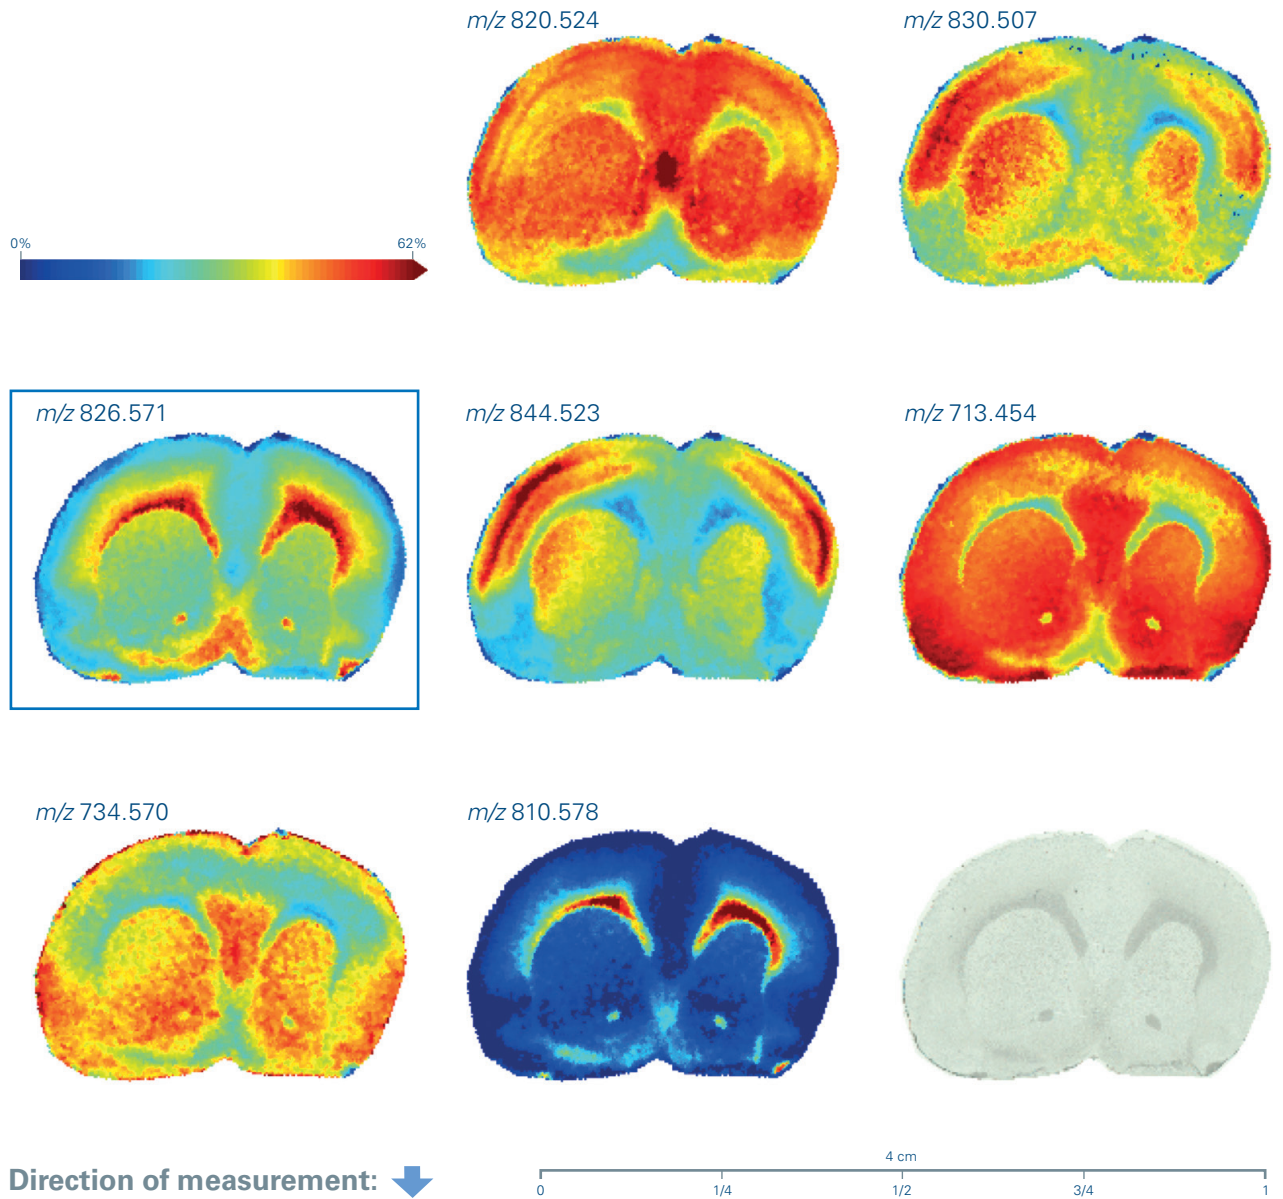 m/z 820.524
m/z 830.507
0% 62%
m/z 826.571
m/z 844.523
m/z 713.454
m/z 734.570
m/z 810.578
Direction of measurement:
4 cm
0 1/4 1/2 3/4 1